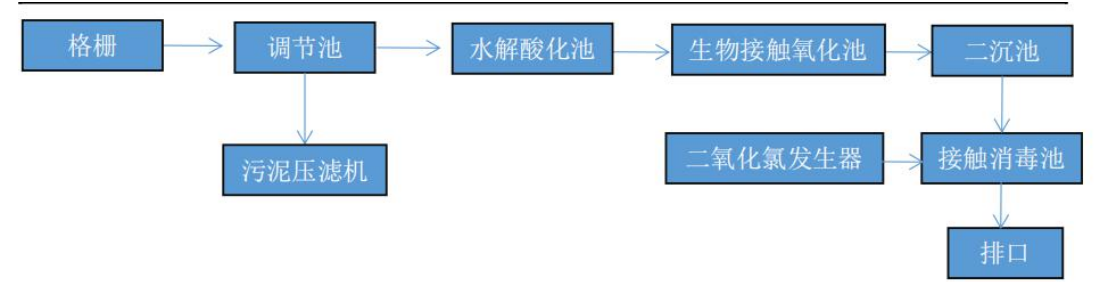 格栅
调节池
水解酸化池
生物接触氧化池
二沉池
污泥压滤机
二氧化氯发生器
接触消毒池
排口